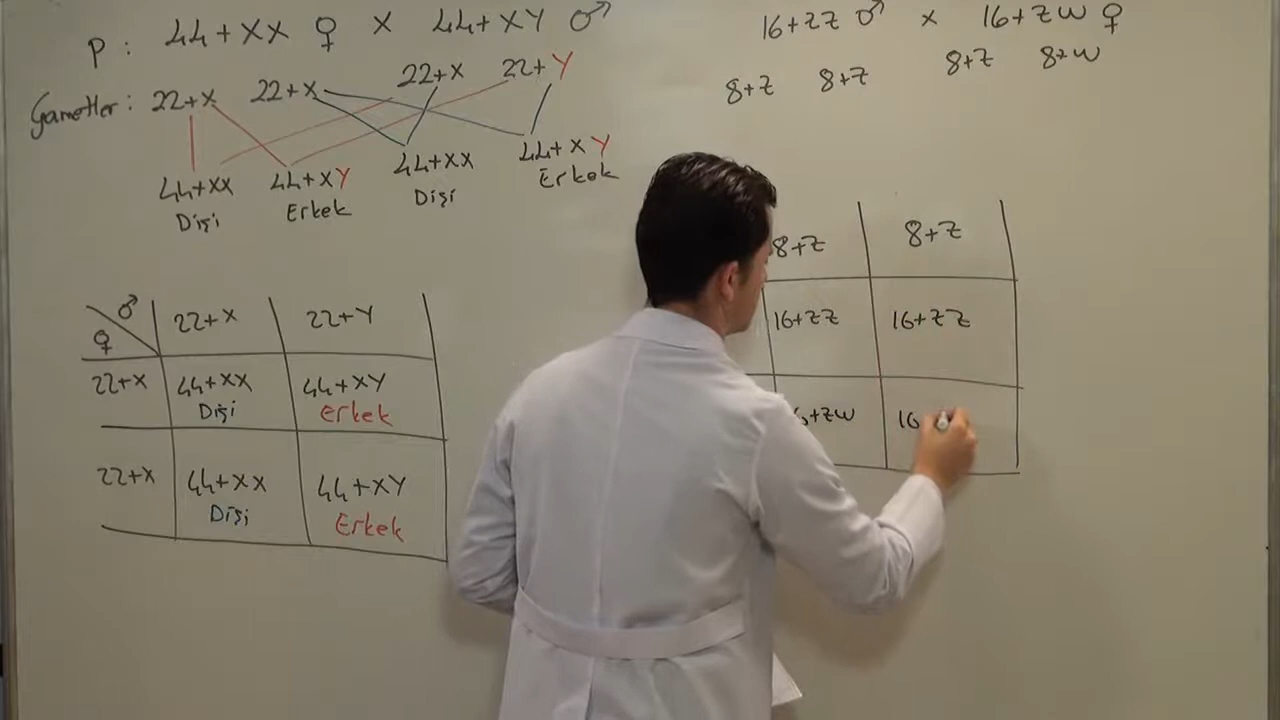 P : 44+XX ♀ x 44+XY ♂
Gametler : 22+X 22+X 22+X 22+Y
44+XX 44+XY 44+XX 44+XY
Dişi Erkek Dişi Erkek
♂
♀ 22+X 22+Y
22+X 44+XX 44+XY
Dişi Erkek
22+X 44+XX 44+XY
Dişi Erkek
16+ZZ ♂ x 16+ZW ♀
8+Z 8+Z 8+Z 8+W
8+Z 8+Z
16+ZZ 16+ZZ
+ZW 16